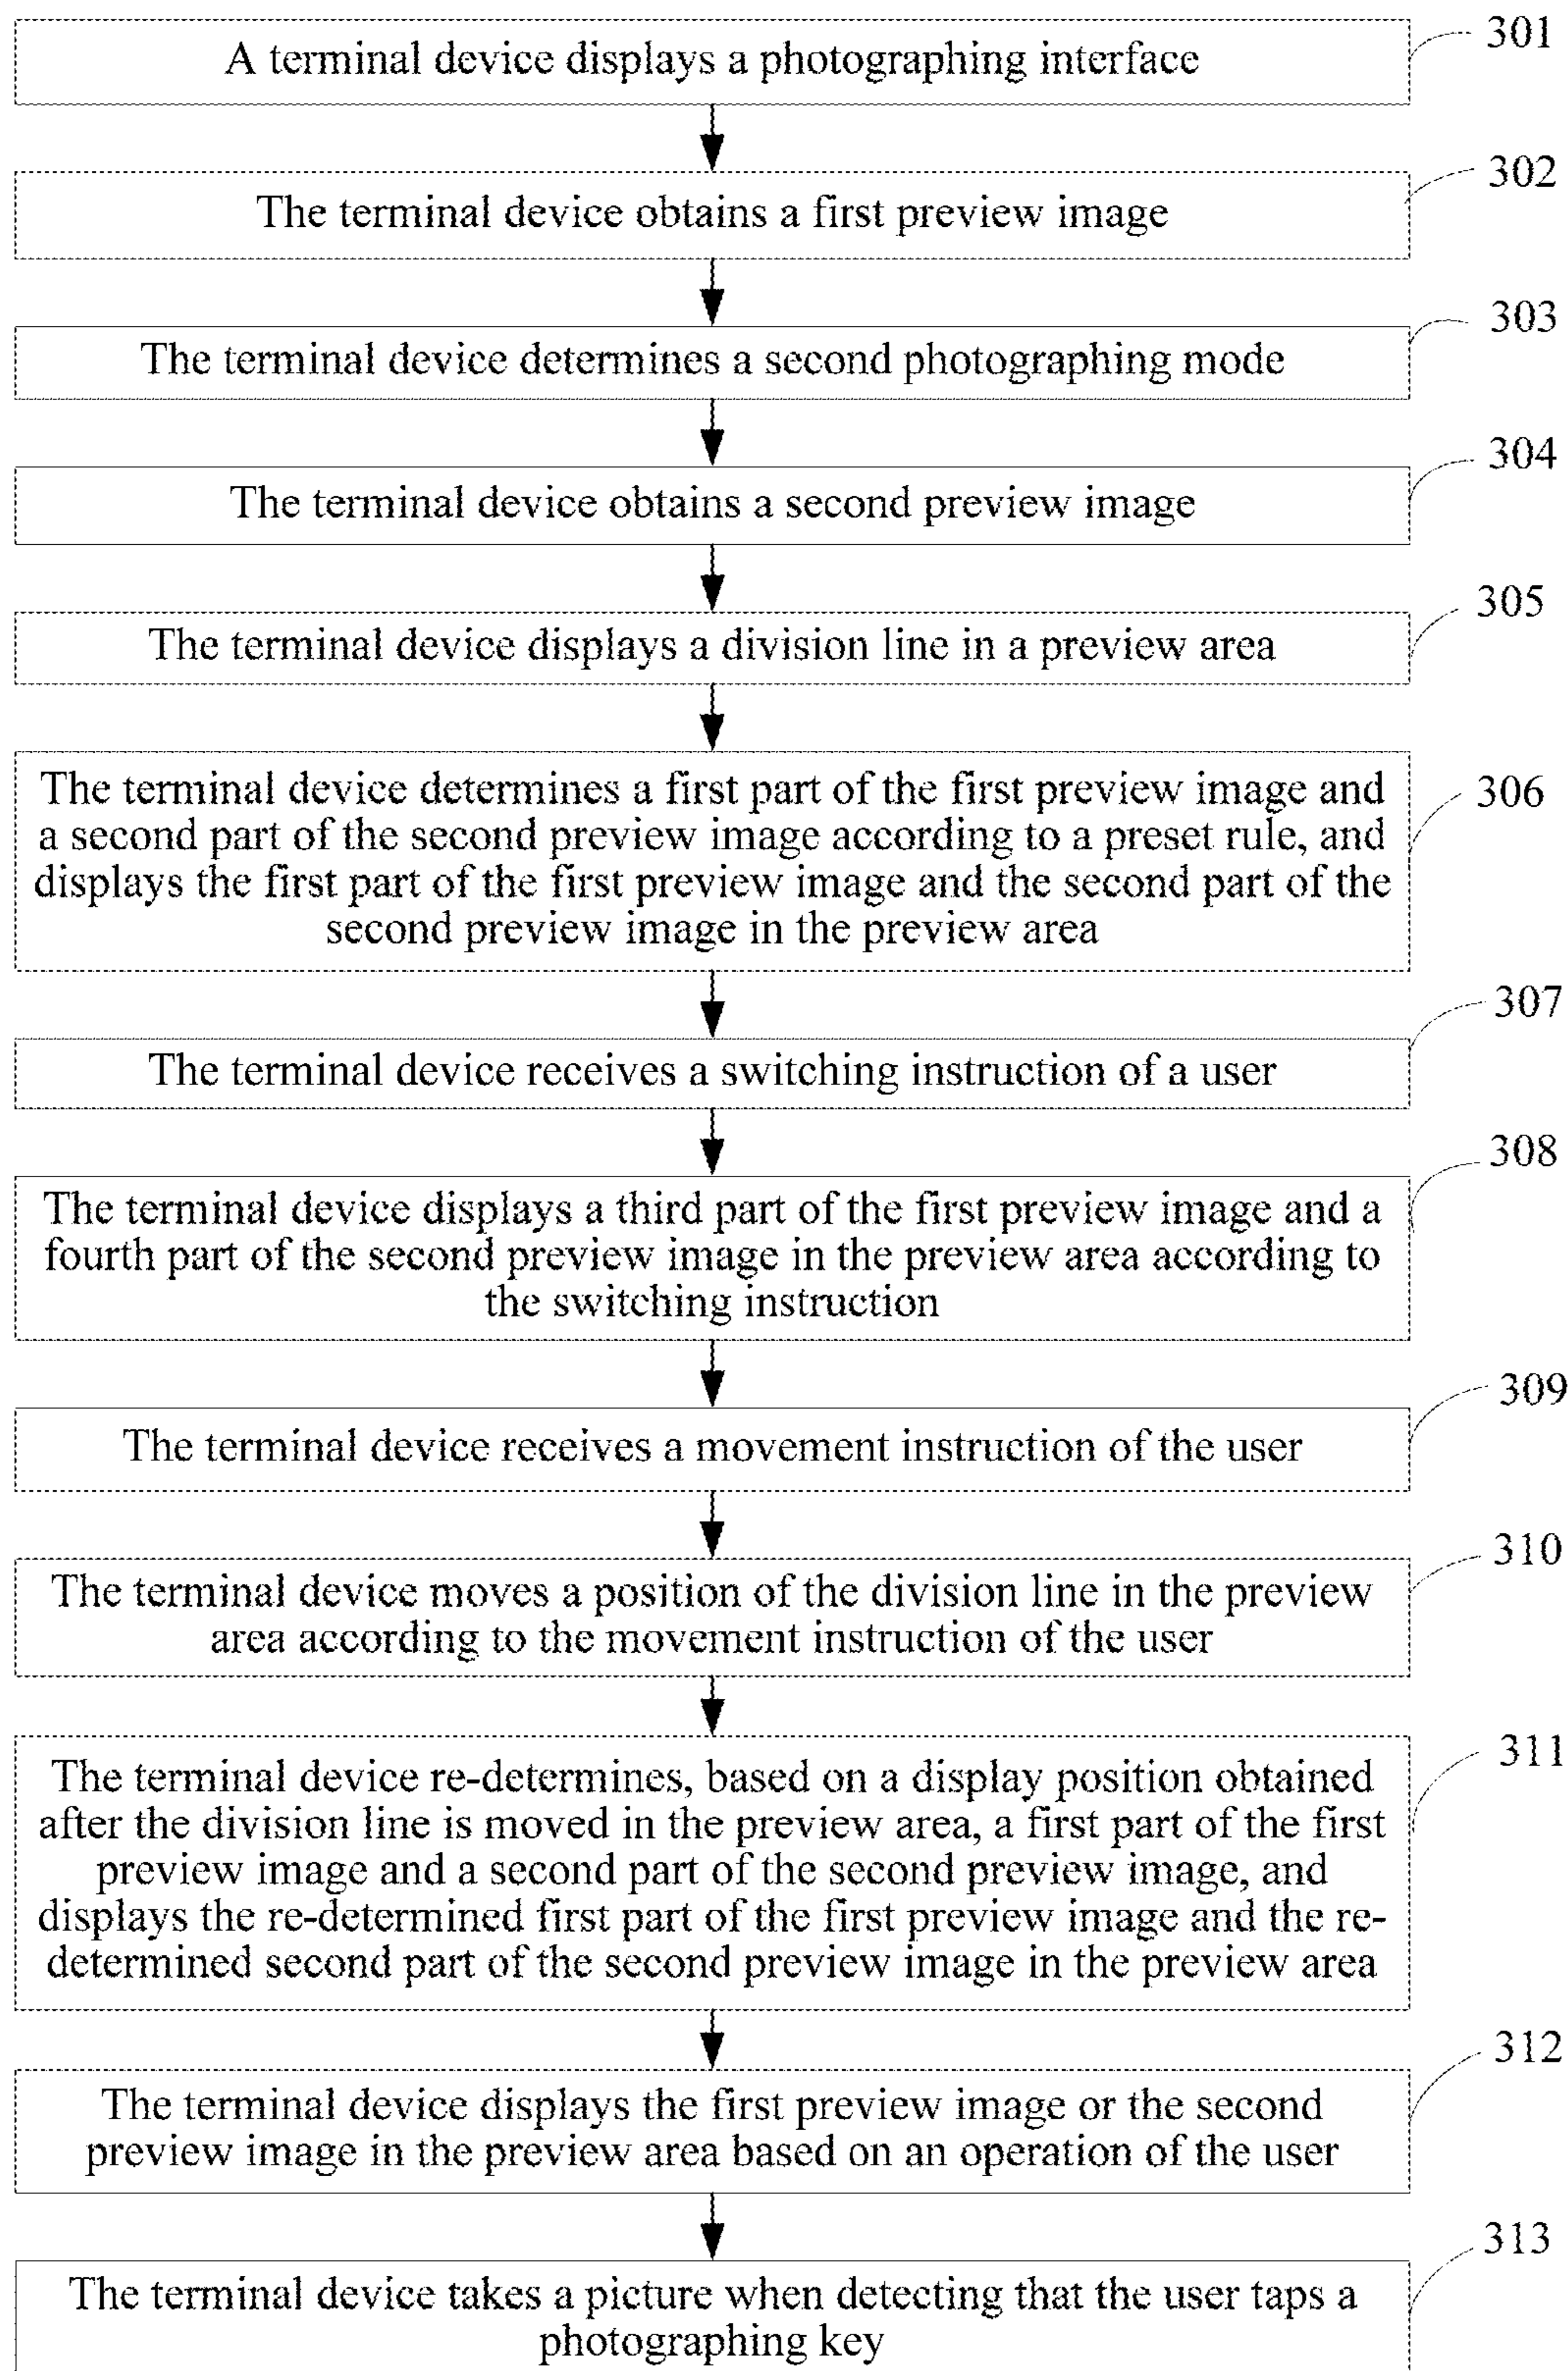 A terminal device displays a photographing interface
301
The terminal device obtains a first preview image
302
The terminal device determines a second photographing mode
303
The terminal device obtains a second preview image
304
The terminal device displays a division line in a preview area
305
The terminal device determines a first part of the first preview image and
a second part of the second preview image according to a preset rule, and
displays the first part of the first preview image and the second part of the
second preview image in the preview area
306
The terminal device receives a switching instruction of a user
307
The terminal device displays a third part of the first preview image and a
fourth part of the second preview image in the preview area according to
the switching instruction
308
The terminal device receives a movement instruction of the user
309
The terminal device moves a position of the division line in the preview
area according to the movement instruction of the user
310
The terminal device re-determines, based on a display position obtained
after the division line is moved in the preview area, a first part of the first
preview image and a second part of the second preview image, and
displays the re-determined first part of the first preview image and the re-
determined second part of the second preview image in the preview area
311
The terminal device displays the first preview image or the second
preview image in the preview area based on an operation of the user
312
The terminal device takes a picture when detecting that the user taps a
photographing key
313